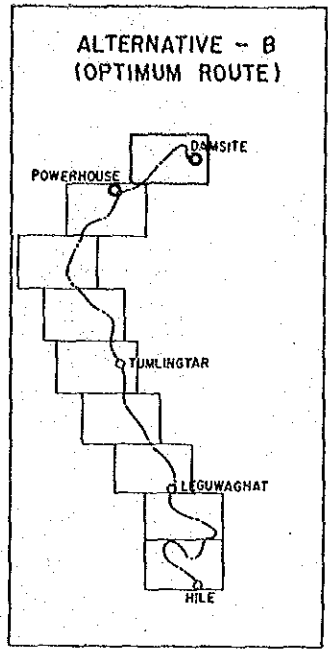 ALTERNATIVE - B
(OPTIMUM ROUTE)
DAMSITE
POWERHOUSE
TUMLINGTAR
LEGUWAGHAT
HILE